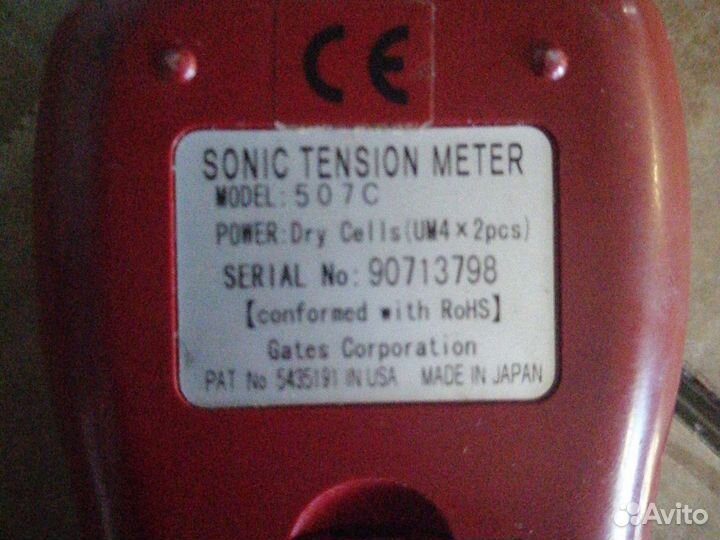 CE
SONIC TENSION METER
MODEL:507C
POWER:Dry Cells(UM4×2pcs)
SERIAL No:90713798
【conformed with RoHS】
Gates Corporation
PAT No 5435191 IN USA MADE IN JAPAN
Avito